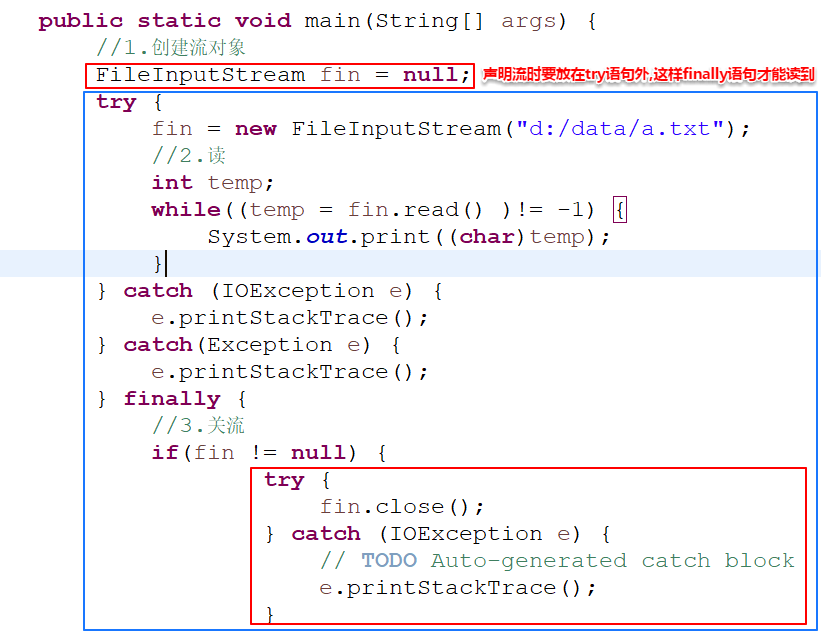 public static void main(String[] args) {
//1.创建流对象
FileInputStream fin = null; 声明流时要放在try语句外,这样finally语句才能读到
try {
fin = new FileInputStream("d:/data/a.txt");
//2.读
int temp;
while((temp = fin.read() )!= -1) {
System.out.print((char)temp);
}
} catch (IOException e) {
e.printStackTrace();
} catch(Exception e) {
e.printStackTrace();
} finally {
//3.关流
if(fin != null) {
try {
fin.close();
} catch (IOException e) {
// TODO Auto-generated catch block
e.printStackTrace();
}